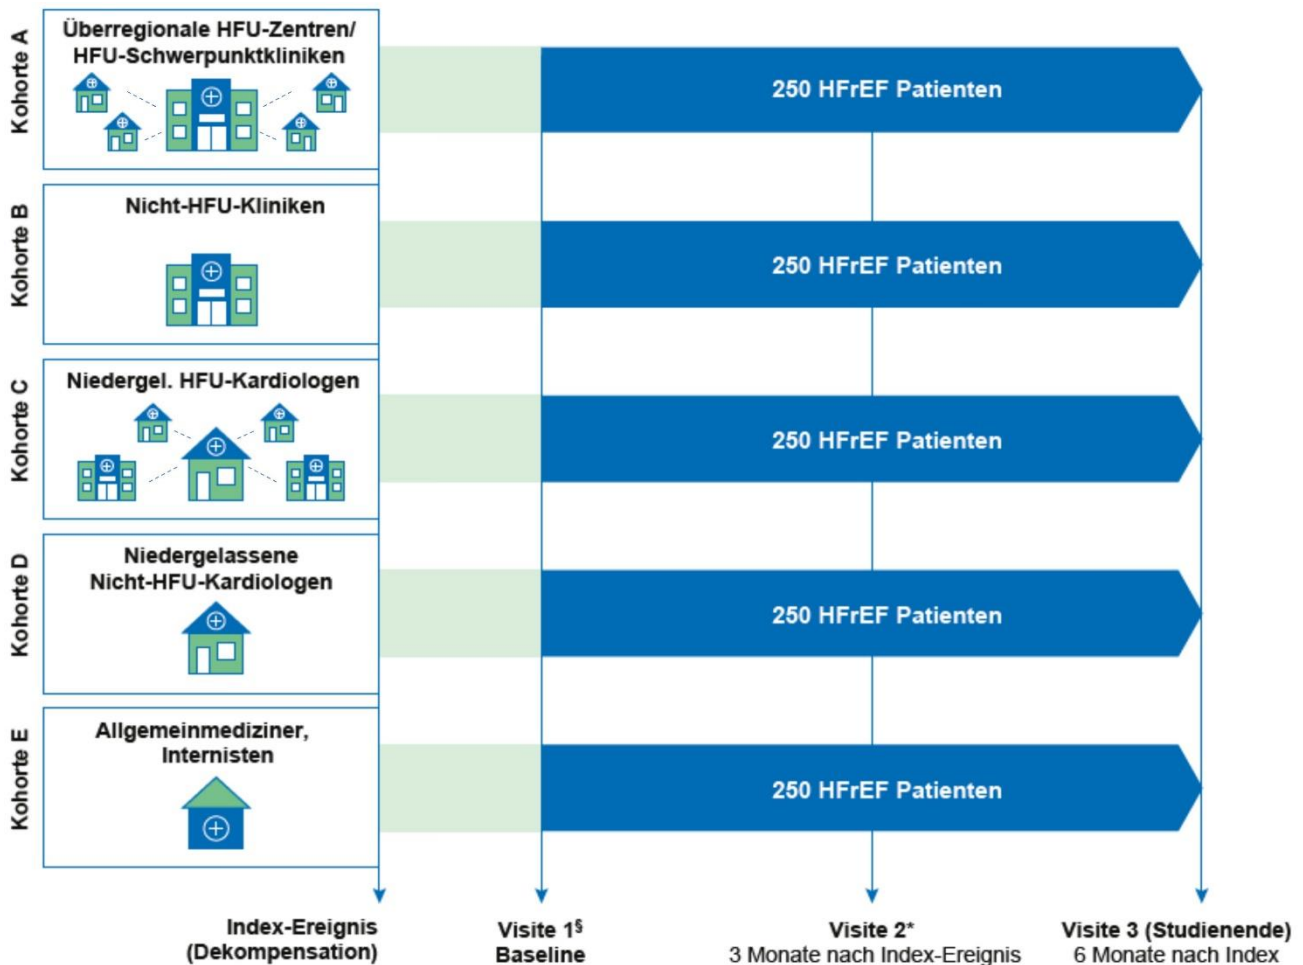 Kohorte A
Überregionale HFU-Zentren/
HFU-Schwerpunktkliniken
250 HFrEF Patienten
Kohorte B
Nicht-HFU-Kliniken
250 HFrEF Patienten
Kohorte C
Niedergel. HFU-Kardiologen
250 HFrEF Patienten
Kohorte D
Niedergelassene
Nicht-HFU-Kardiologen
250 HFrEF Patienten
Kohorte E
Allgemeinmediziner,
Internisten
250 HFrEF Patienten
Index-Ereignis
(Dekompensation)
Visite 1§
Baseline
Visite 2*
3 Monate nach Index-Ereignis
Visite 3 (Studienende)
6 Monate nach Index